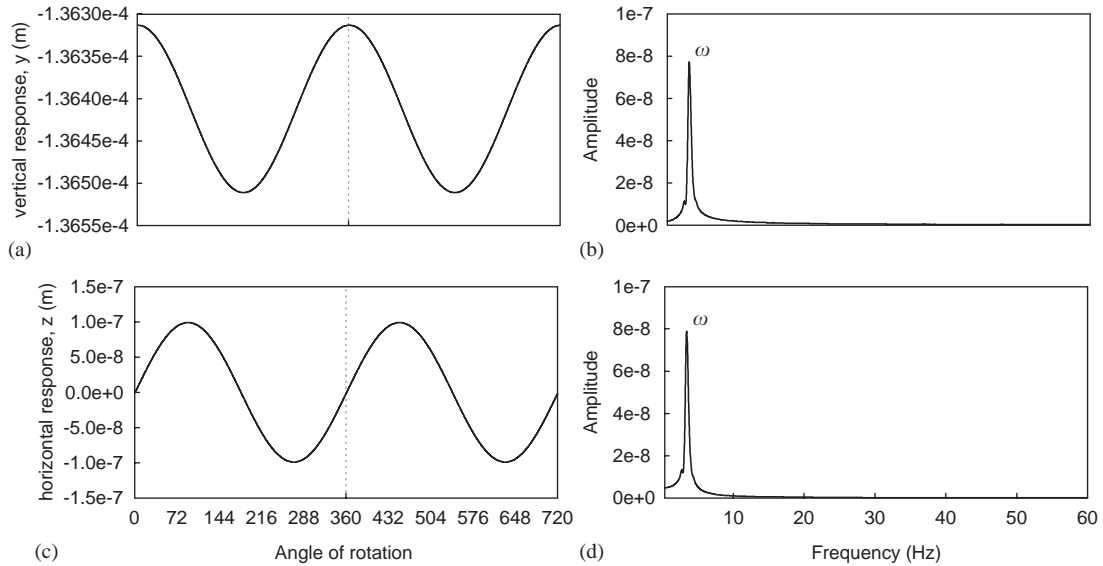 vertical response, y (m)
-1.3630e-4
-1.3635e-4
-1.3640e-4
-1.3645e-4
-1.3650e-4
-1.3655e-4
(a)
Amplitude
1e-7
8e-8
6e-8
4e-8
2e-8
0e+0
ω
(b)
horizontal response, z (m)
1.5e-7
1.0e-7
5.0e-8
0.0e+0
-5.0e-8
-1.0e-7
-1.5e-7
0 72 144 216 288 360 432 504 576 648 720
(c)
Angle of rotation
Amplitude
1e-7
8e-8
6e-8
4e-8
2e-8
0e+0
ω
10 20 30 40 50 60
(d)
Frequency (Hz)